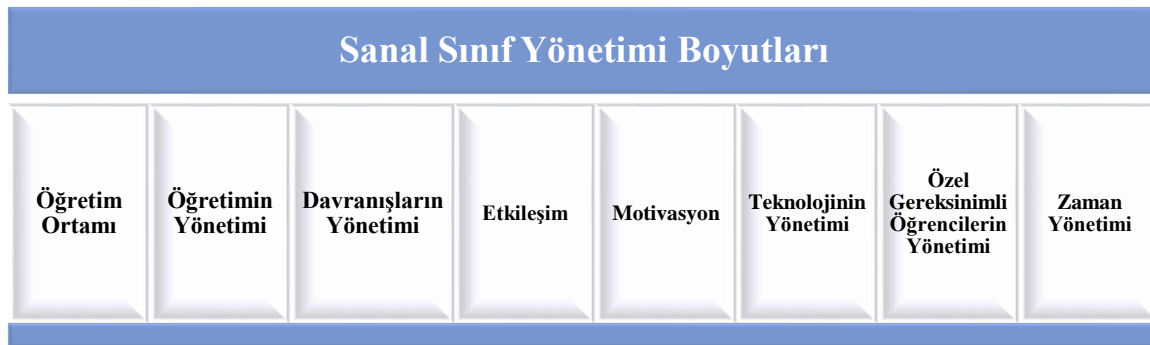 Sanal Sınıf Yönetimi Boyutları
Öğretim
Ortamı
Öğretimin
Yönetimi
Davranışların
Yönetimi
Etkileşim
Motivasyon
Teknolojinin
Yönetimi
Özel
Gereksinimli
Öğrencilerin
Yönetimi
Zaman
Yönetimi